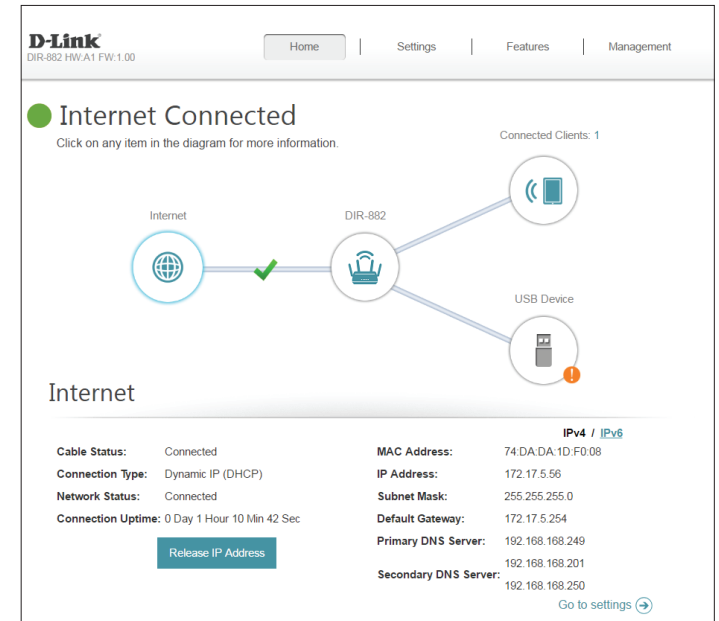 D-Link
DIR-882 HW:A1 FW:1.00
Home | Settings | Features | Management
Internet Connected
Click on any item in the diagram for more information.
Connected Clients: 1
Internet
DIR-882
USB Device
Internet
IPv4 / IPv6
Cable Status: Connected
Connection Type: Dynamic IP (DHCP)
Network Status: Connected
Connection Uptime: 0 Day 1 Hour 10 Min 42 Sec
Release IP Address
MAC Address: 74:DA:DA:1D:F0:08
IP Address: 172.17.5.56
Subnet Mask: 255.255.255.0
Default Gateway: 172.17.5.254
Primary DNS Server: 192.168.168.249
Secondary DNS Server: 192.168.168.201
192.168.168.250
Go to settings